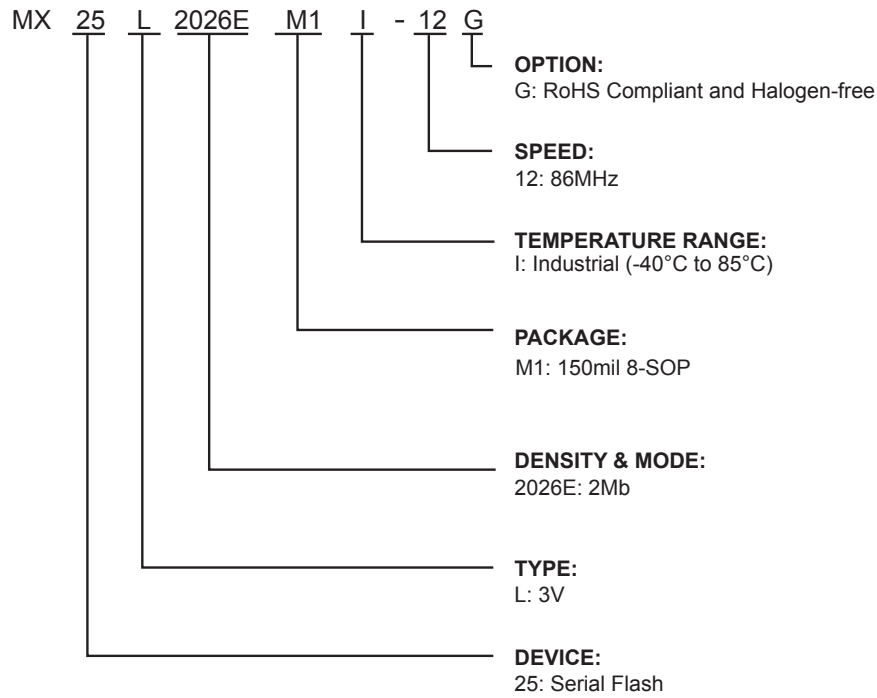 MX 25 L 2026E M1 I - 12 G
OPTION:
G: RoHS Compliant and Halogen-free
SPEED:
12: 86MHz
TEMPERATURE RANGE:
I: Industrial (-40°C to 85°C)
PACKAGE:
M1: 150mil 8-SOP
DENSITY & MODE:
2026E: 2Mb
TYPE:
L: 3V
DEVICE:
25: Serial Flash